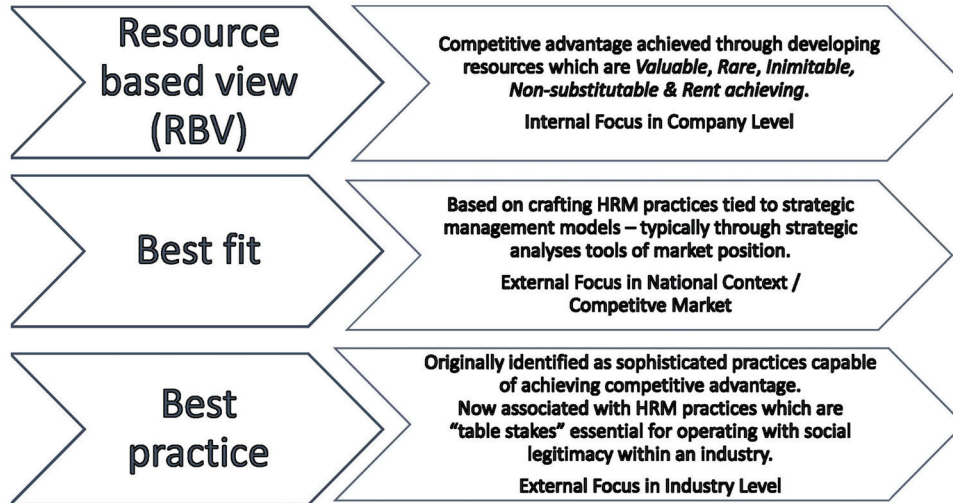 Resource
based view
(RBV)
Competitive advantage achieved through developing
resources which are Valuable, Rare, Inimitable,
Non-substitutable & Rent achieving.
Internal Focus in Company Level
Best fit
Based on crafting HRM practices tied to strategic
management models – typically through strategic
analyses tools of market position.
External Focus in National Context /
Competitve Market
Best
practice
Originally identified as sophisticated practices capable
of achieving competitive advantage.
Now associated with HRM practices which are
“table stakes” essential for operating with social
legitimacy within an industry.
External Focus in Industry Level